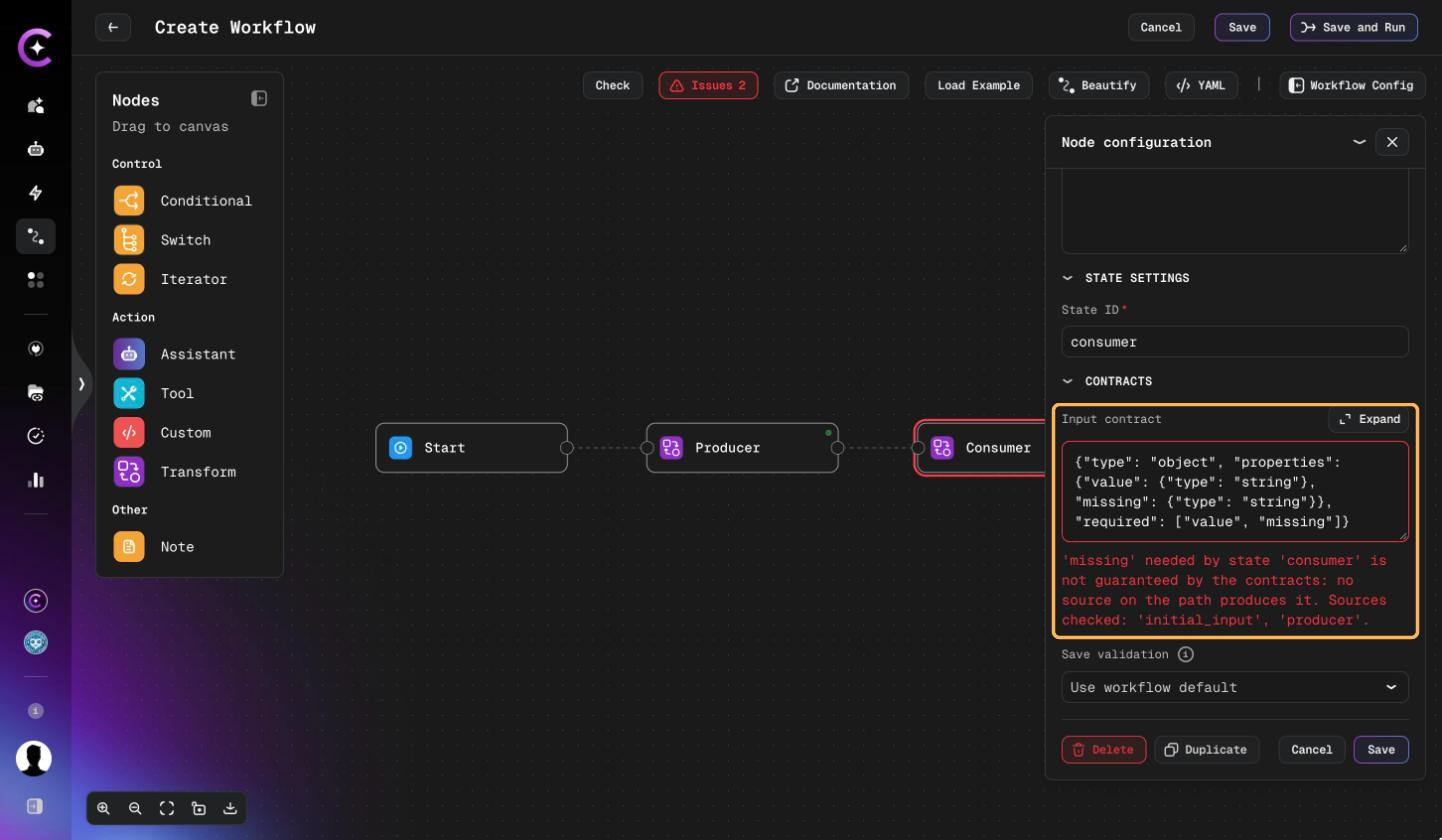 Create Workflow
Cancel
Save
Save and Run
Nodes
Drag to canvas
Control
Conditional
Switch
Iterator
Action
Assistant
Tool
Custom
Transform
Other
Note
Check
Issues 2
Documentation
Load Example
Beautify
YAML
Workflow Config
Start
Producer
Consumer
Node configuration
STATE SETTINGS
State ID*
consumer
CONTRACTS
Input contract
Expand
{"type": "object", "properties":
{"value": {"type": "string"},
"missing": {"type": "string"}},
"required": ["value", "missing"]}
'missing' needed by state 'consumer' is
not guaranteed by the contracts: no
source on the path produces it. Sources
checked: 'initial_input', 'producer'.
Save validation
Use workflow default
Delete
Duplicate
Cancel
Save